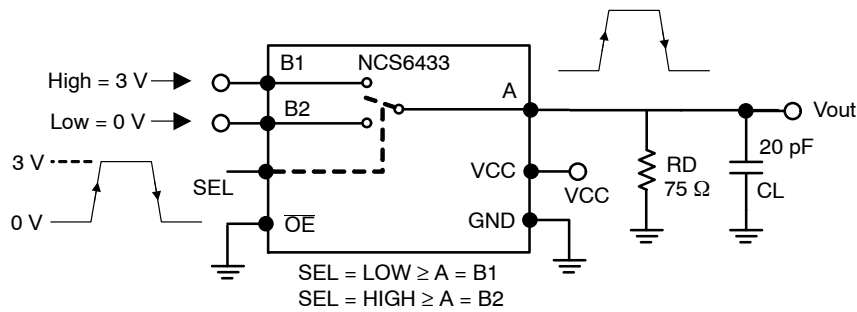 B1
NCS6433
High = 3 V
A
B2
Low = 0 V
Vout
3 V
20 pF
SEL
VCC
RD
75 Ω
VCC
CL
0 V
OE
GND
SEL = LOW ≥ A = B1
SEL = HIGH ≥ A = B2